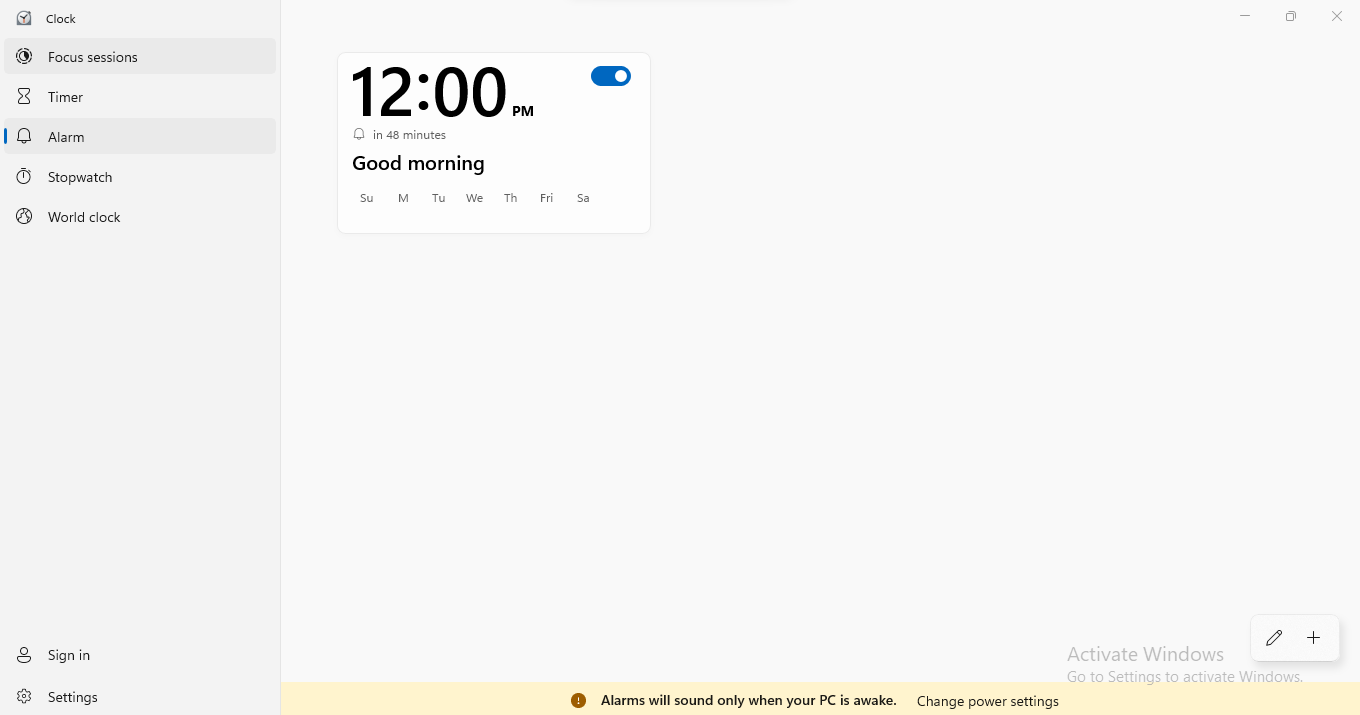 Clock
Focus sessions
Timer
Alarm
Stopwatch
World clock
Sign in
Settings
12:00 PM
in 48 minutes
Good morning
Su M Tu We Th Fri Sa
Activate Windows
Go to Settings to activate Windows.
Alarms will sound only when your PC is awake. Change power settings